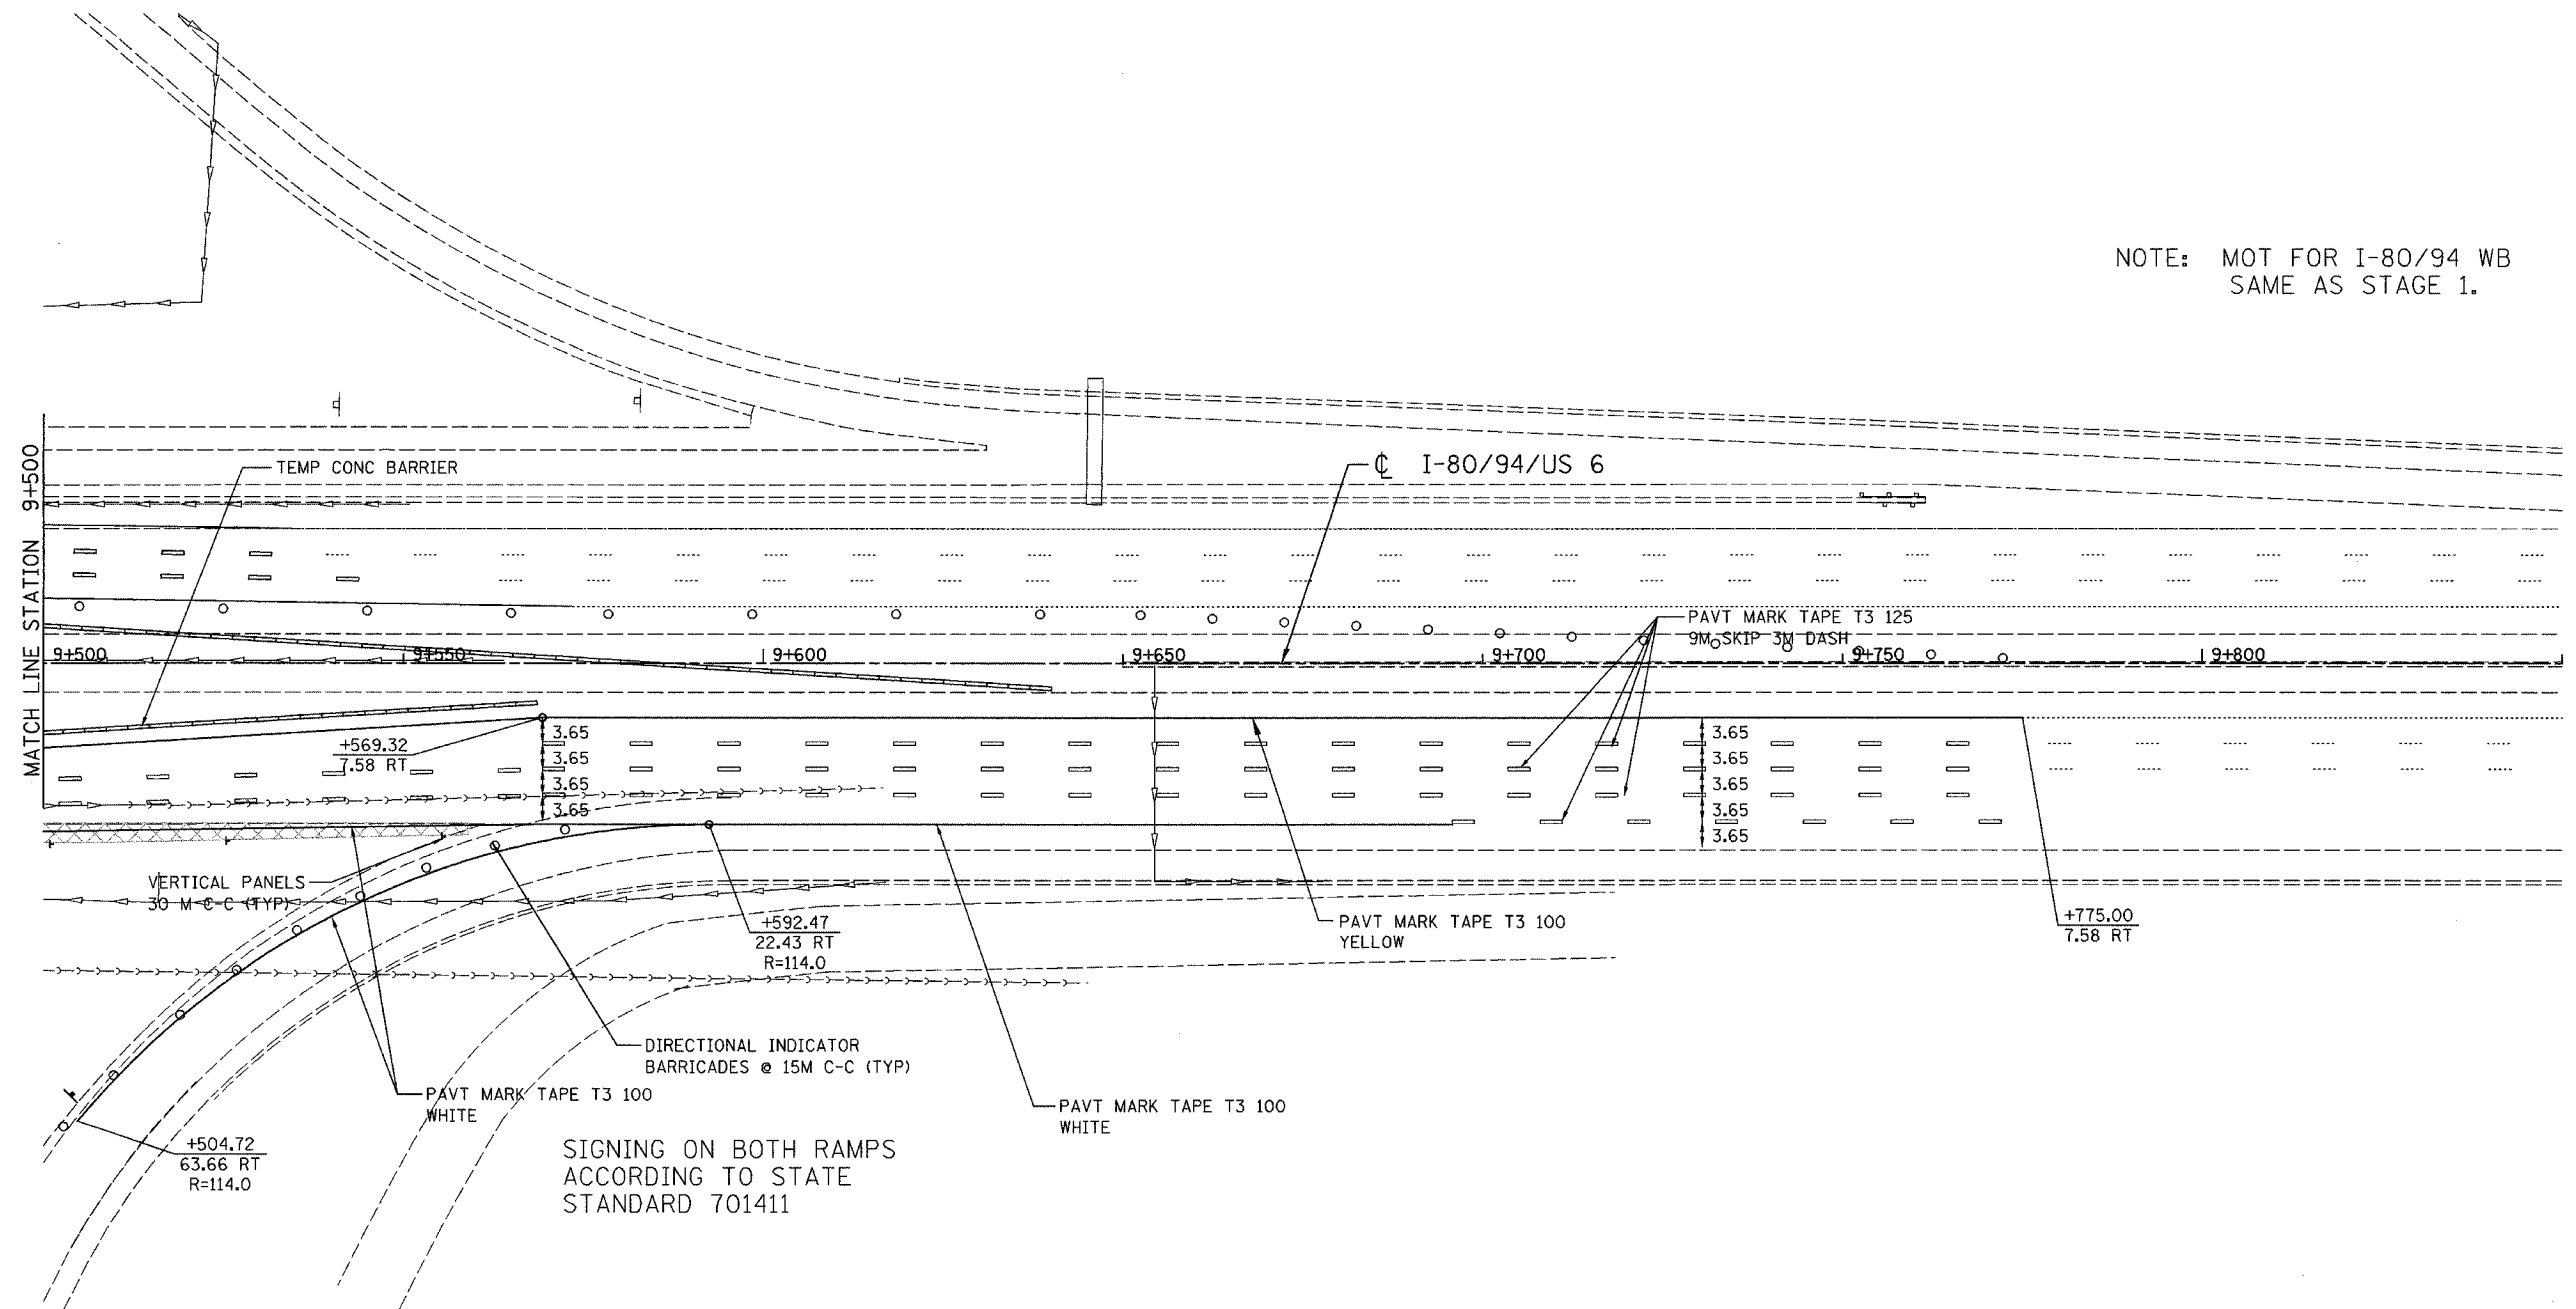 NOTE: MOT FOR I-80/94 WB
SAME AS STAGE 1.
TEMP CONC BARRIER
℄ I-80/94/US 6
MATCH LINE STATION 9+500
PAVT MARK TAPE T3 125
9M SKIP 3M DASH
9+500
9+550
9+600
9+650
9+700
9+750
9+800
+569.32
7.58 RT
3.65
3.65
3.65
3.65
3.65
3.65
3.65
3.65
3.65
VERTICAL PANELS
30 M C-C (TYP)
+592.47
22.43 RT
R=114.0
PAVT MARK TAPE T3 100
YELLOW
+775.00
7.58 RT
DIRECTIONAL INDICATOR
BARRICADES @ 15M C-C (TYP)
PAVT MARK TAPE T3 100
WHITE
PAVT MARK TAPE T3 100
WHITE
+504.72
63.66 RT
R=114.0
SIGNING ON BOTH RAMPS
ACCORDING TO STATE
STANDARD 701411